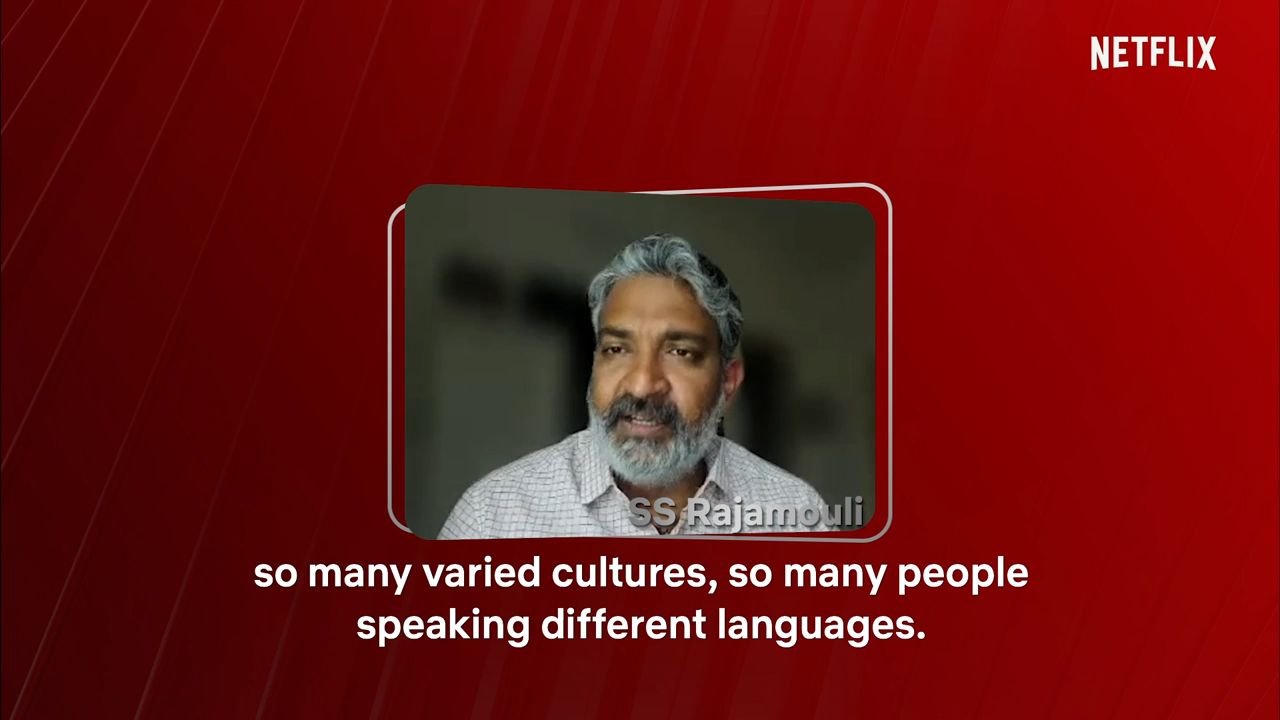 NETFLIX
SS Rajamouli
so many varied cultures, so many people
speaking different languages.